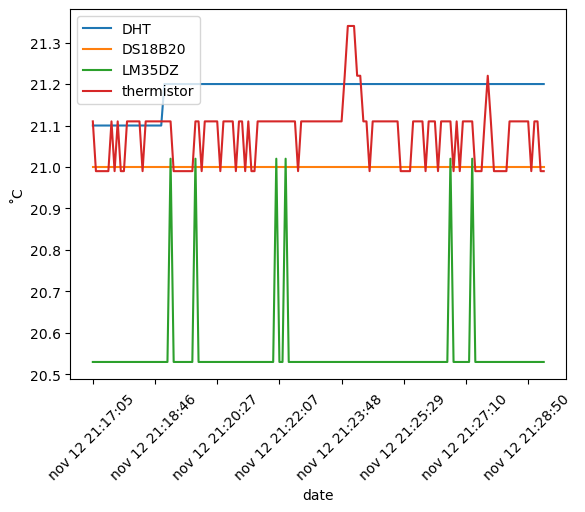 DHT
DS18B20
LM35DZ
thermistor
21.3
21.2
21.1
21.0
20.9
20.8
20.7
20.6
20.5
˚C
nov 12 21:17:05
nov 12 21:18:46
nov 12 21:20:27
nov 12 21:22:07
nov 12 21:23:48
nov 12 21:25:29
nov 12 21:27:10
nov 12 21:28:50
date